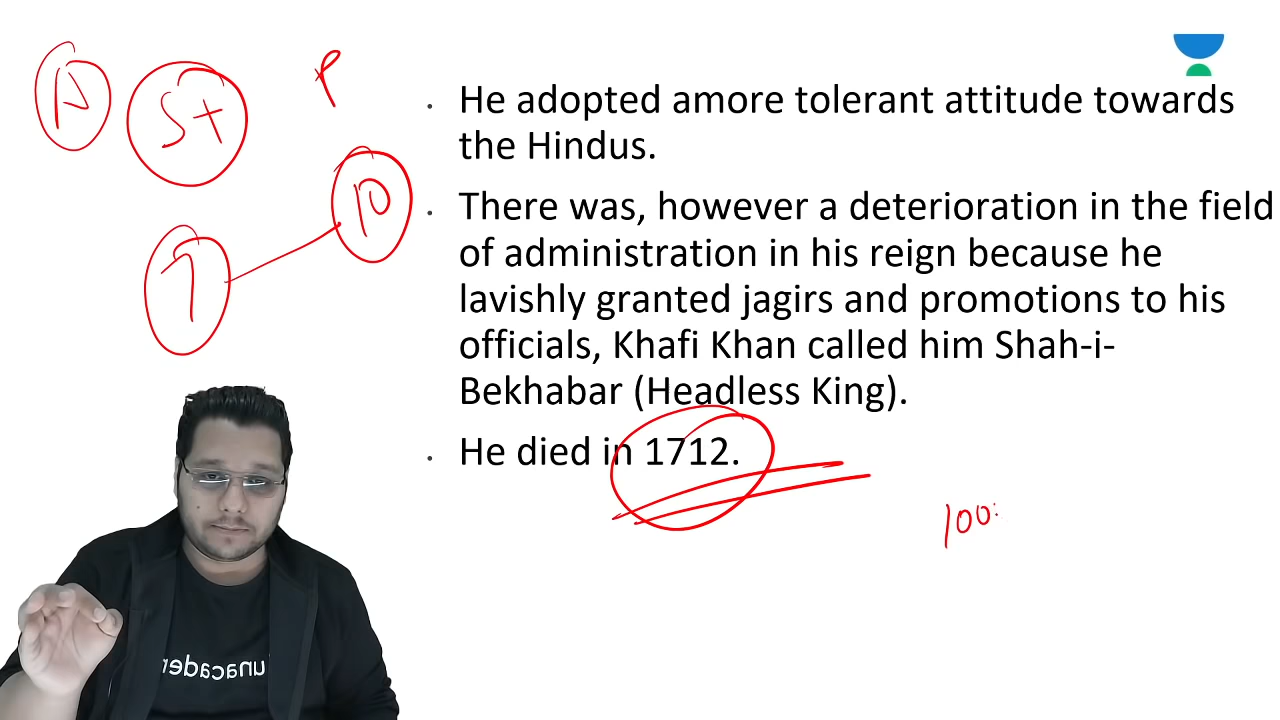 A
S+
P
10
T
He adopted amore tolerant attitude towards
the Hindus.
There was, however a deterioration in the field
of administration in his reign because he
lavishly granted jagirs and promotions to his
officials, Khafi Khan called him Shah-i-
Bekhabar (Headless King).
He died in 1712.
100
unacader